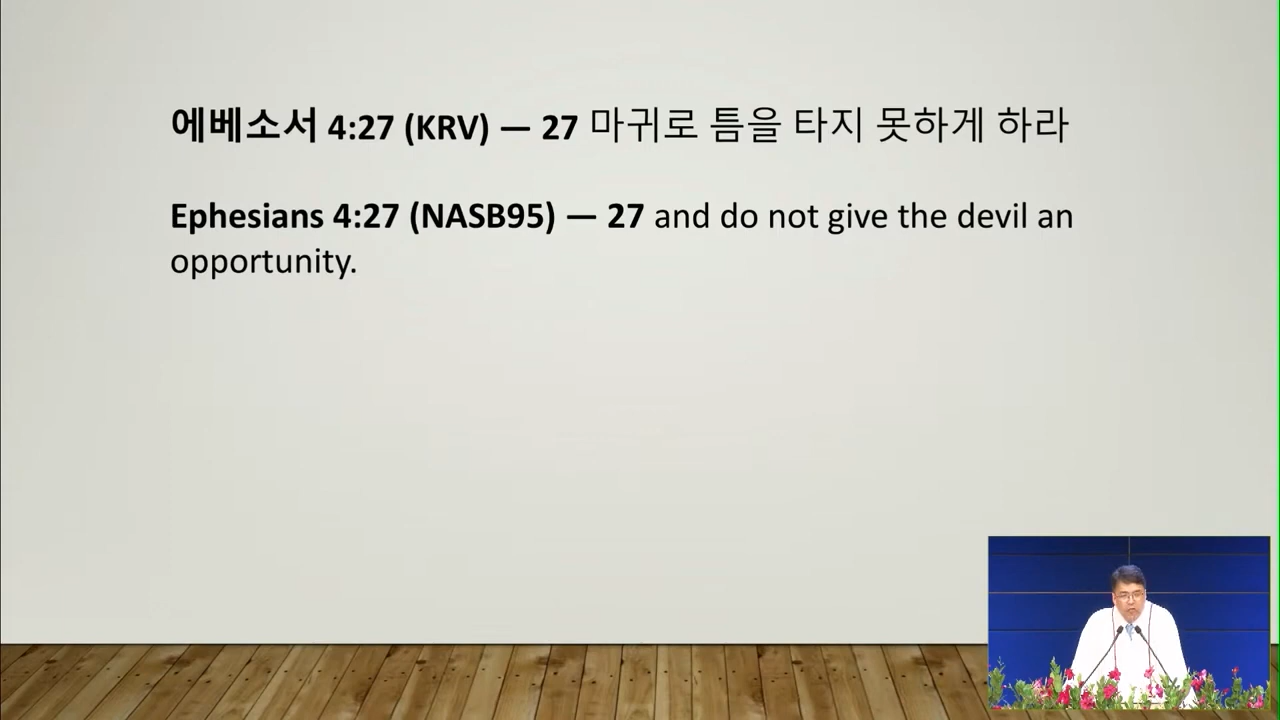 에베소서 4:27 (KRV) — 27 마귀로 틈을 타지 못하게 하라
Ephesians 4:27 (NASB95) — 27 and do not give the devil an
opportunity.